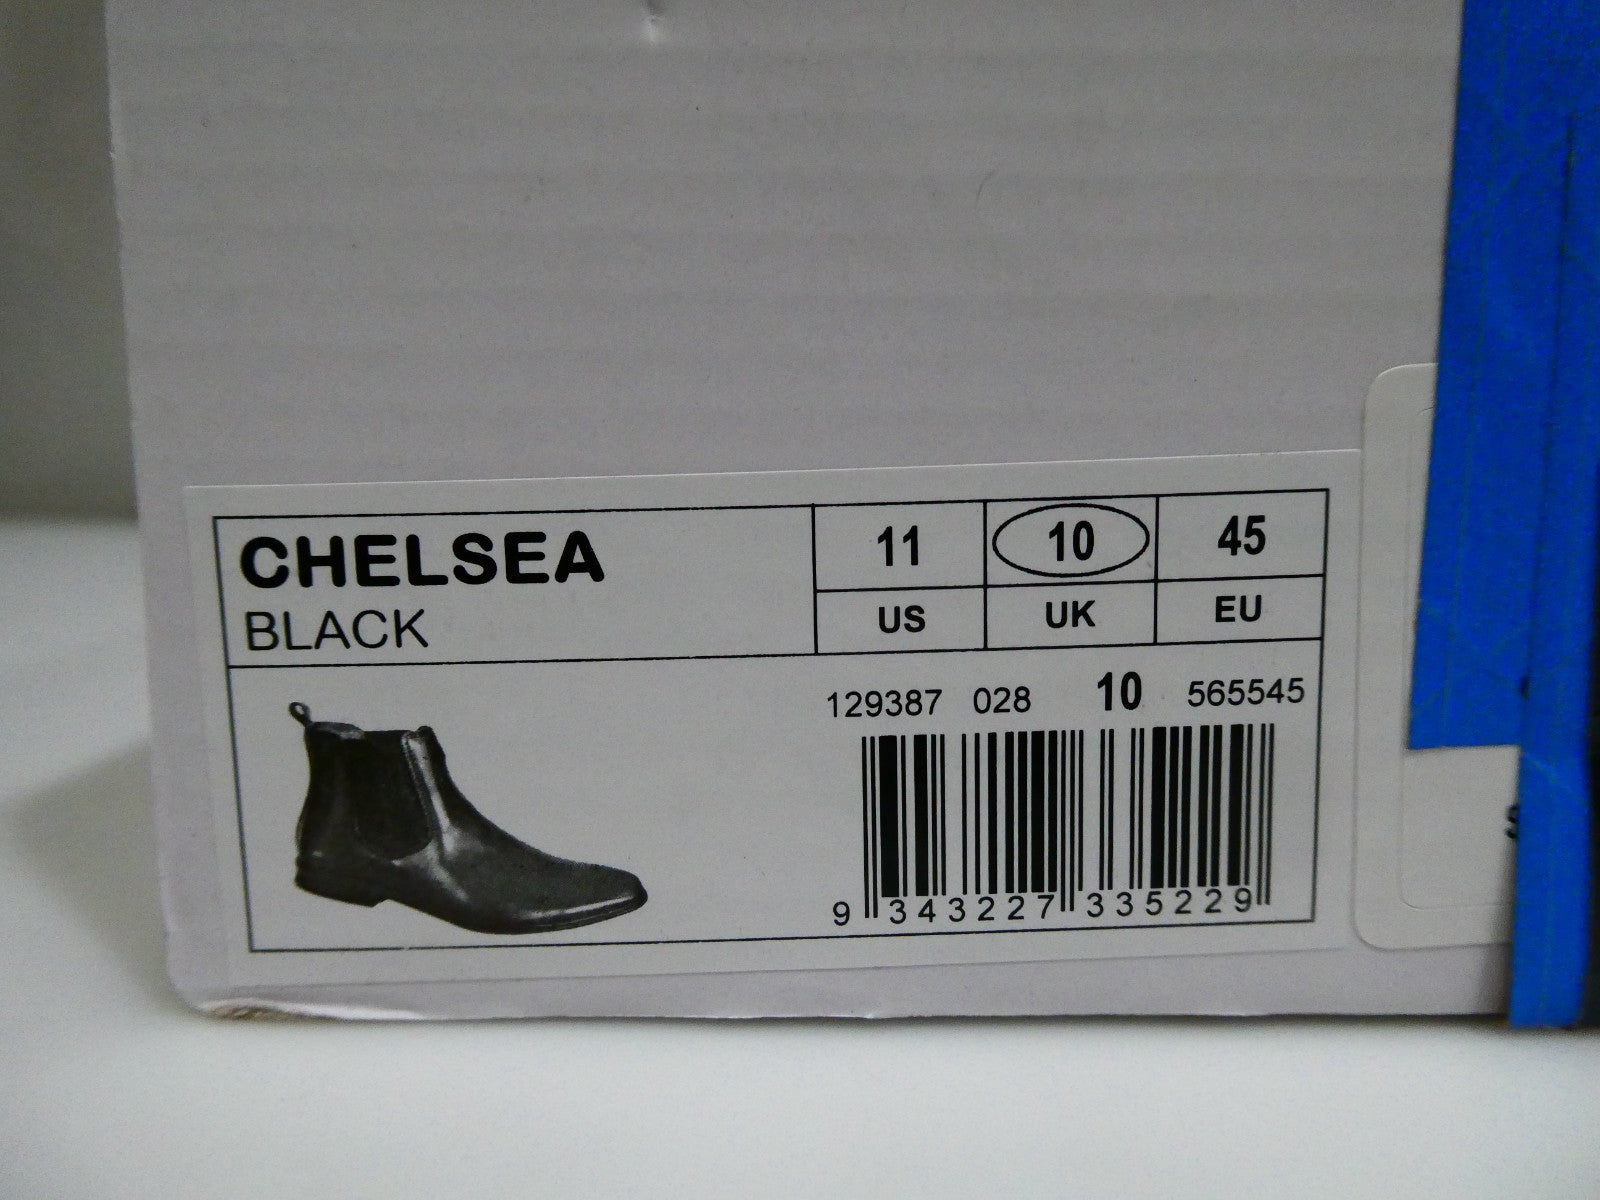 CHELSEA
BLACK
11 10 45
US UK EU
129387 028 10 565545
9 343227 335229